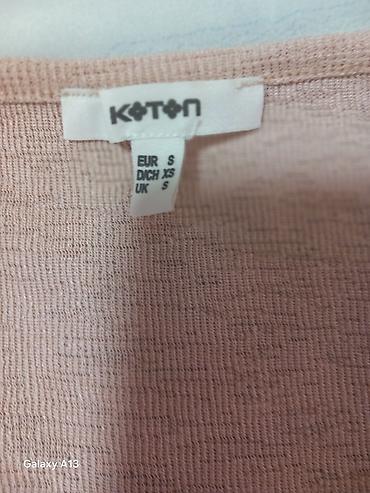 KOTON
EUR S
D/CH XS
UK S
Galaxy A13